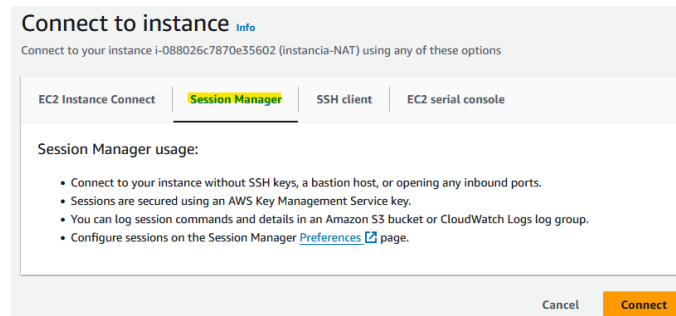 Connect to instance Info
Connect to your instance i-088026c7870e35602 (instancia-NAT) using any of these options
EC2 Instance Connect Session Manager SSH client EC2 serial console
Session Manager usage:
• Connect to your instance without SSH keys, a bastion host, or opening any inbound ports.
• Sessions are secured using an AWS Key Management Service key.
• You can log session commands and details in an Amazon S3 bucket or CloudWatch Logs log group.
• Configure sessions on the Session Manager Preferences page.
Cancel Connect